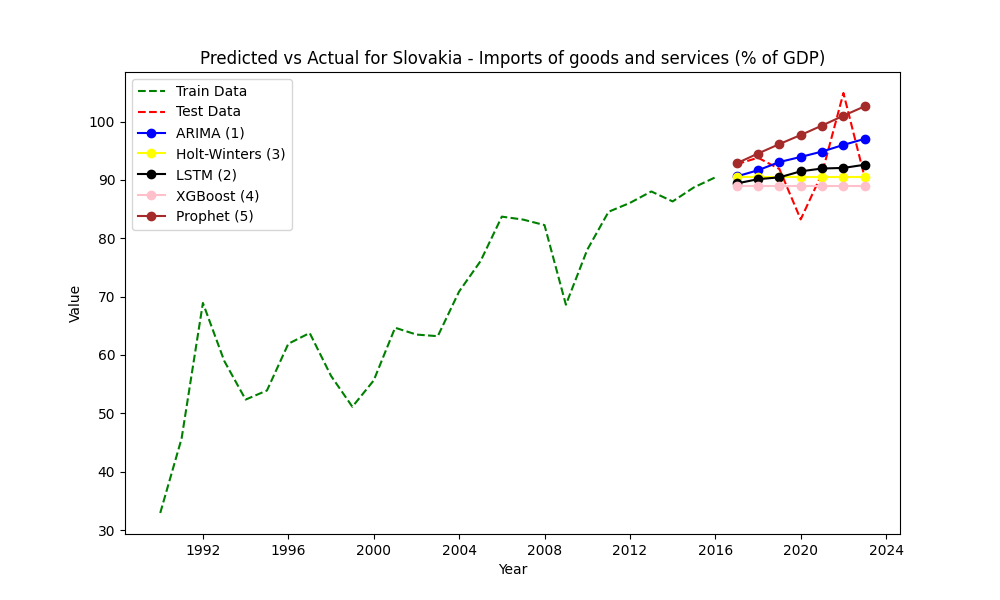 Predicted vs Actual for Slovakia - Imports of goods and services (% of GDP)
Train Data
Test Data
ARIMA (1)
Holt-Winters (3)
LSTM (2)
XGBoost (4)
Prophet (5)
Value
100
90
80
70
60
50
40
30
1992 1996 2000 2004 2008 2012 2016 2020 2024
Year